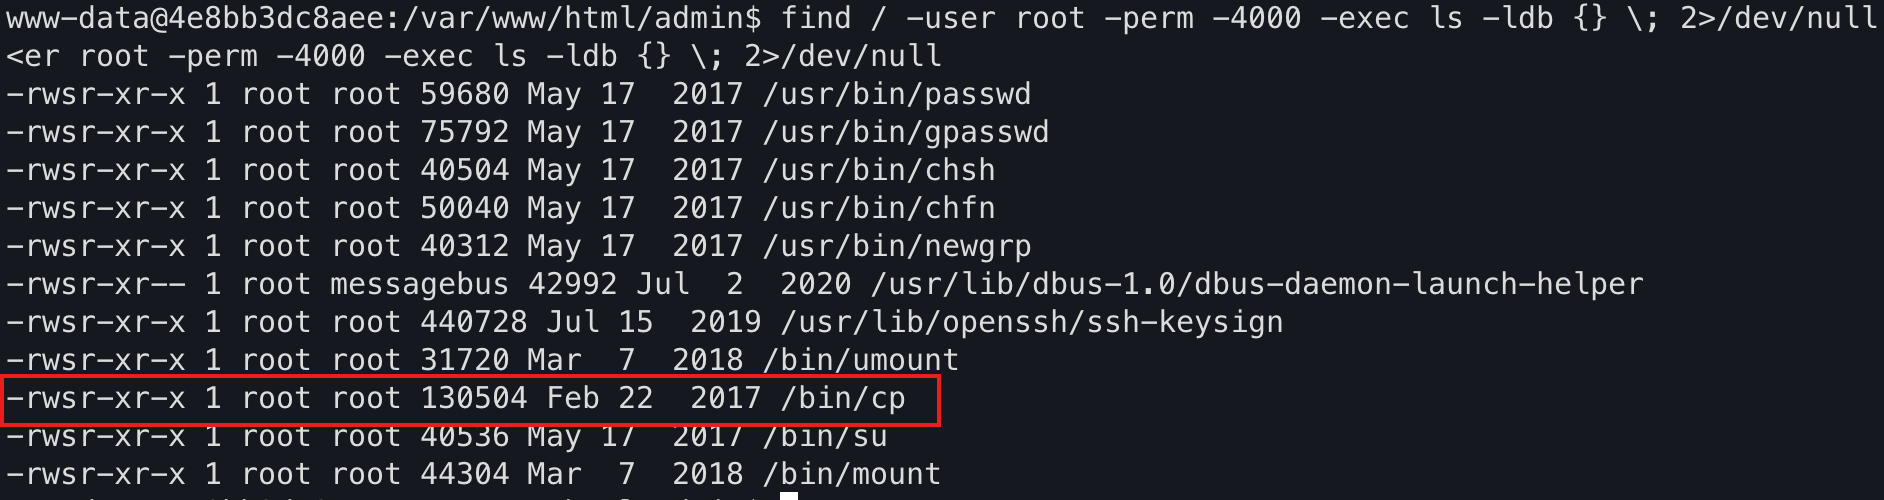 www-data@4e8bb3dc8aee:/var/www/html/admin$ find / -user root -perm -4000 -exec ls -ldb {} \; 2>/dev/null
<er root -perm -4000 -exec ls -ldb {} \; 2>/dev/null
-rwsr-xr-x 1 root root 59680 May 17  2017 /usr/bin/passwd
-rwsr-xr-x 1 root root 75792 May 17  2017 /usr/bin/gpasswd
-rwsr-xr-x 1 root root 40504 May 17  2017 /usr/bin/chsh
-rwsr-xr-x 1 root root 50040 May 17  2017 /usr/bin/chfn
-rwsr-xr-x 1 root root 40312 May 17  2017 /usr/bin/newgrp
-rwsr-xr-- 1 root messagebus 42992 Jul  2  2020 /usr/lib/dbus-1.0/dbus-daemon-launch-helper
-rwsr-xr-x 1 root root 440728 Jul 15  2019 /usr/lib/openssh/ssh-keysign
-rwsr-xr-x 1 root root 31720 Mar  7  2018 /bin/umount
-rwsr-xr-x 1 root root 130504 Feb 22  2017 /bin/cp
-rwsr-xr-x 1 root root 40536 May 17  2017 /bin/su
-rwsr-xr-x 1 root root 44304 Mar  7  2018 /bin/mount